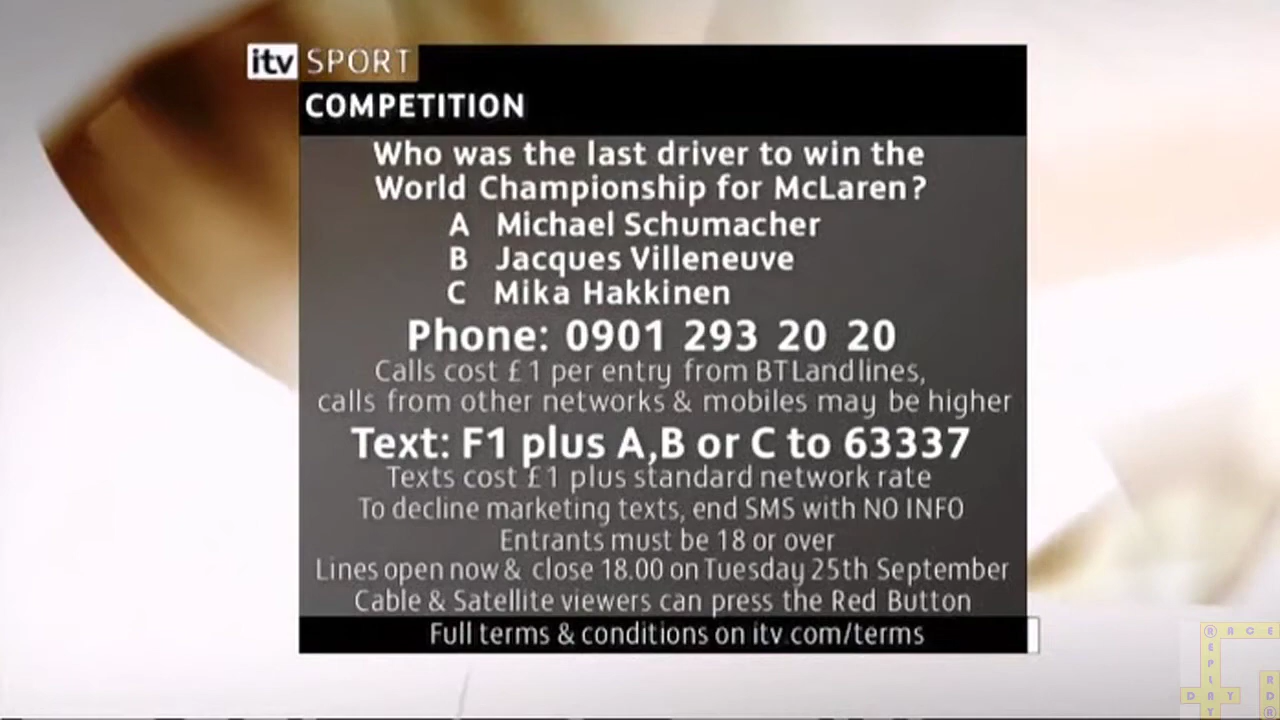 itv SPORT
COMPETITION
Who was the last driver to win the
World Championship for McLaren?
A Michael Schumacher
B Jacques Villeneuve
C Mika Hakkinen
Phone: 0901 293 20 20
Calls cost £1 per entry from BT Landlines,
calls from other networks & mobiles may be higher
Text: F1 plus A,B or C to 63337
Texts cost £1 plus standard network rate
To decline marketing texts, end SMS with NO INFO
Entrants must be 18 or over
Lines open now & close 18.00 on Tuesday 25th September
Cable & Satellite viewers can press the Red Button
Full terms & conditions on itv.com/terms
RACE
REPLAY
DAY